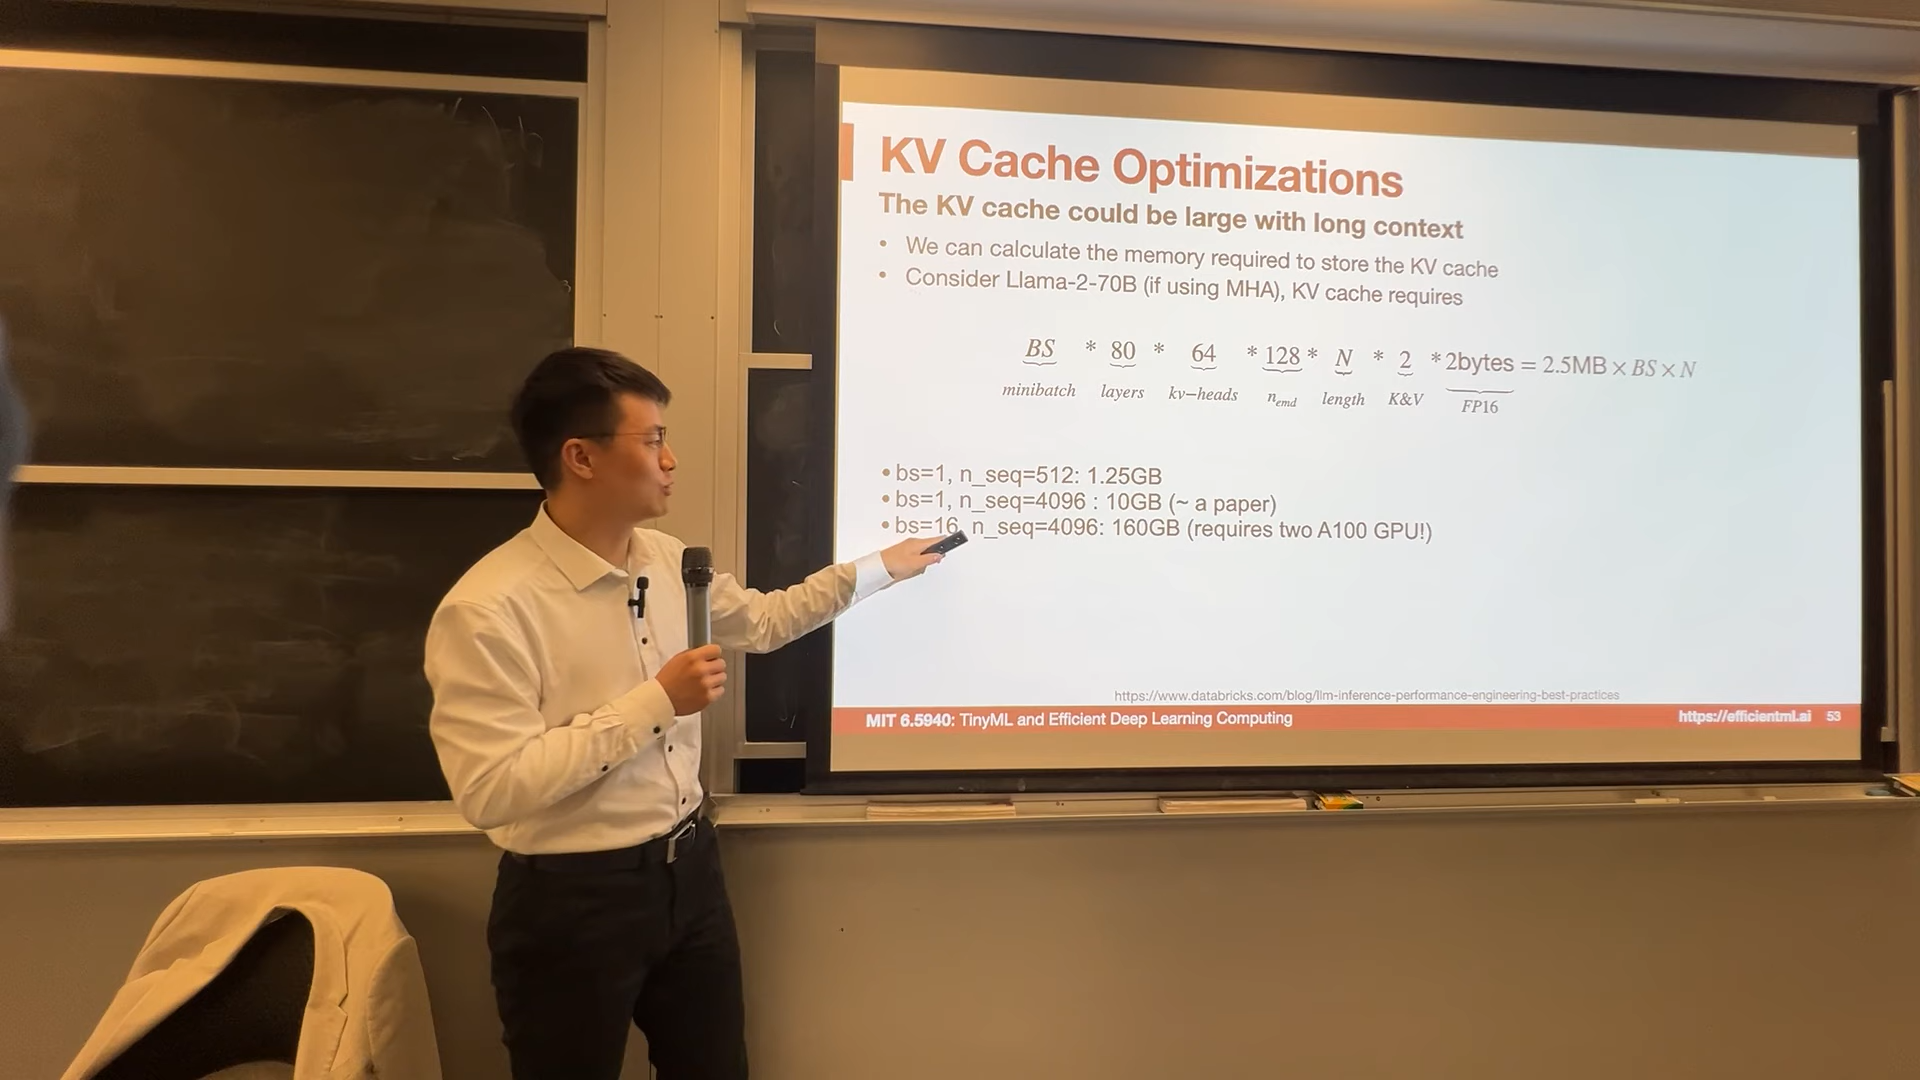 KV Cache Optimizations
The KV cache could be large with long context
• We can calculate the memory required to store the KV cache
• Consider Llama-2-70B (if using MHA), KV cache requires
BS * 80 * 64 * 128 * N * 2 * 2bytes = 2.5MB × BS × N
minibatch layers kv−heads n_emd length K&V FP16
• bs=1, n_seq=512: 1.25GB
• bs=1, n_seq=4096 : 10GB (~ a paper)
• bs=16, n_seq=4096: 160GB (requires two A100 GPU!)
https://www.databricks.com/blog/llm-inference-performance-engineering-best-practices
MIT 6.5940: TinyML and Efficient Deep Learning Computing https://efficientml.ai 53